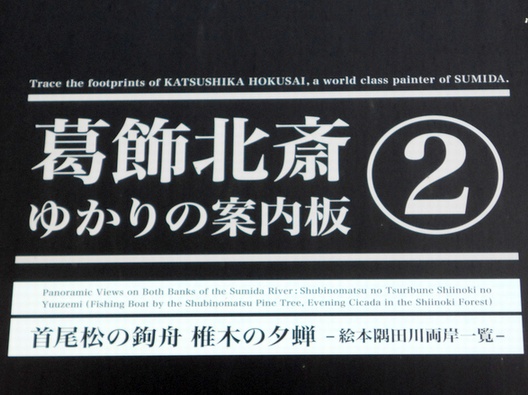 Trace the footprints of KATSUSHIKA HOKUSAI, a world class painter of SUMIDA.
葛飾北斎
ゆかりの案内板
2
Panoramic Views on Both Banks of the Sumida River : Shubinomatsu no Tsuribune Shiinoki no
Yuuzemi (Fishing Boat by the Shubinomatsu Pine Tree, Evening Cicada in the Shiinoki Forest)
首尾松の鉤舟 椎木の夕蝉 −絵本隅田川両岸一覧−